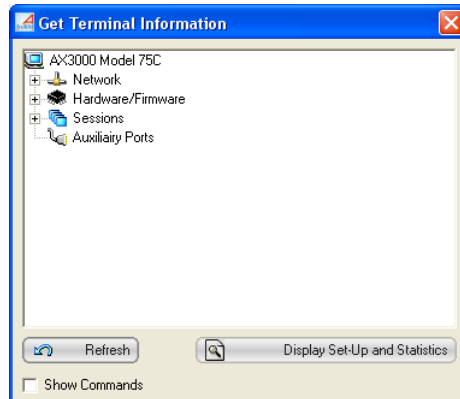 Get Terminal Information
AX3000 Model 75C
Network
Hardware/Firmware
Sessions
Auxiliairy Ports
Refresh
Display Set-Up and Statistics
Show Commands